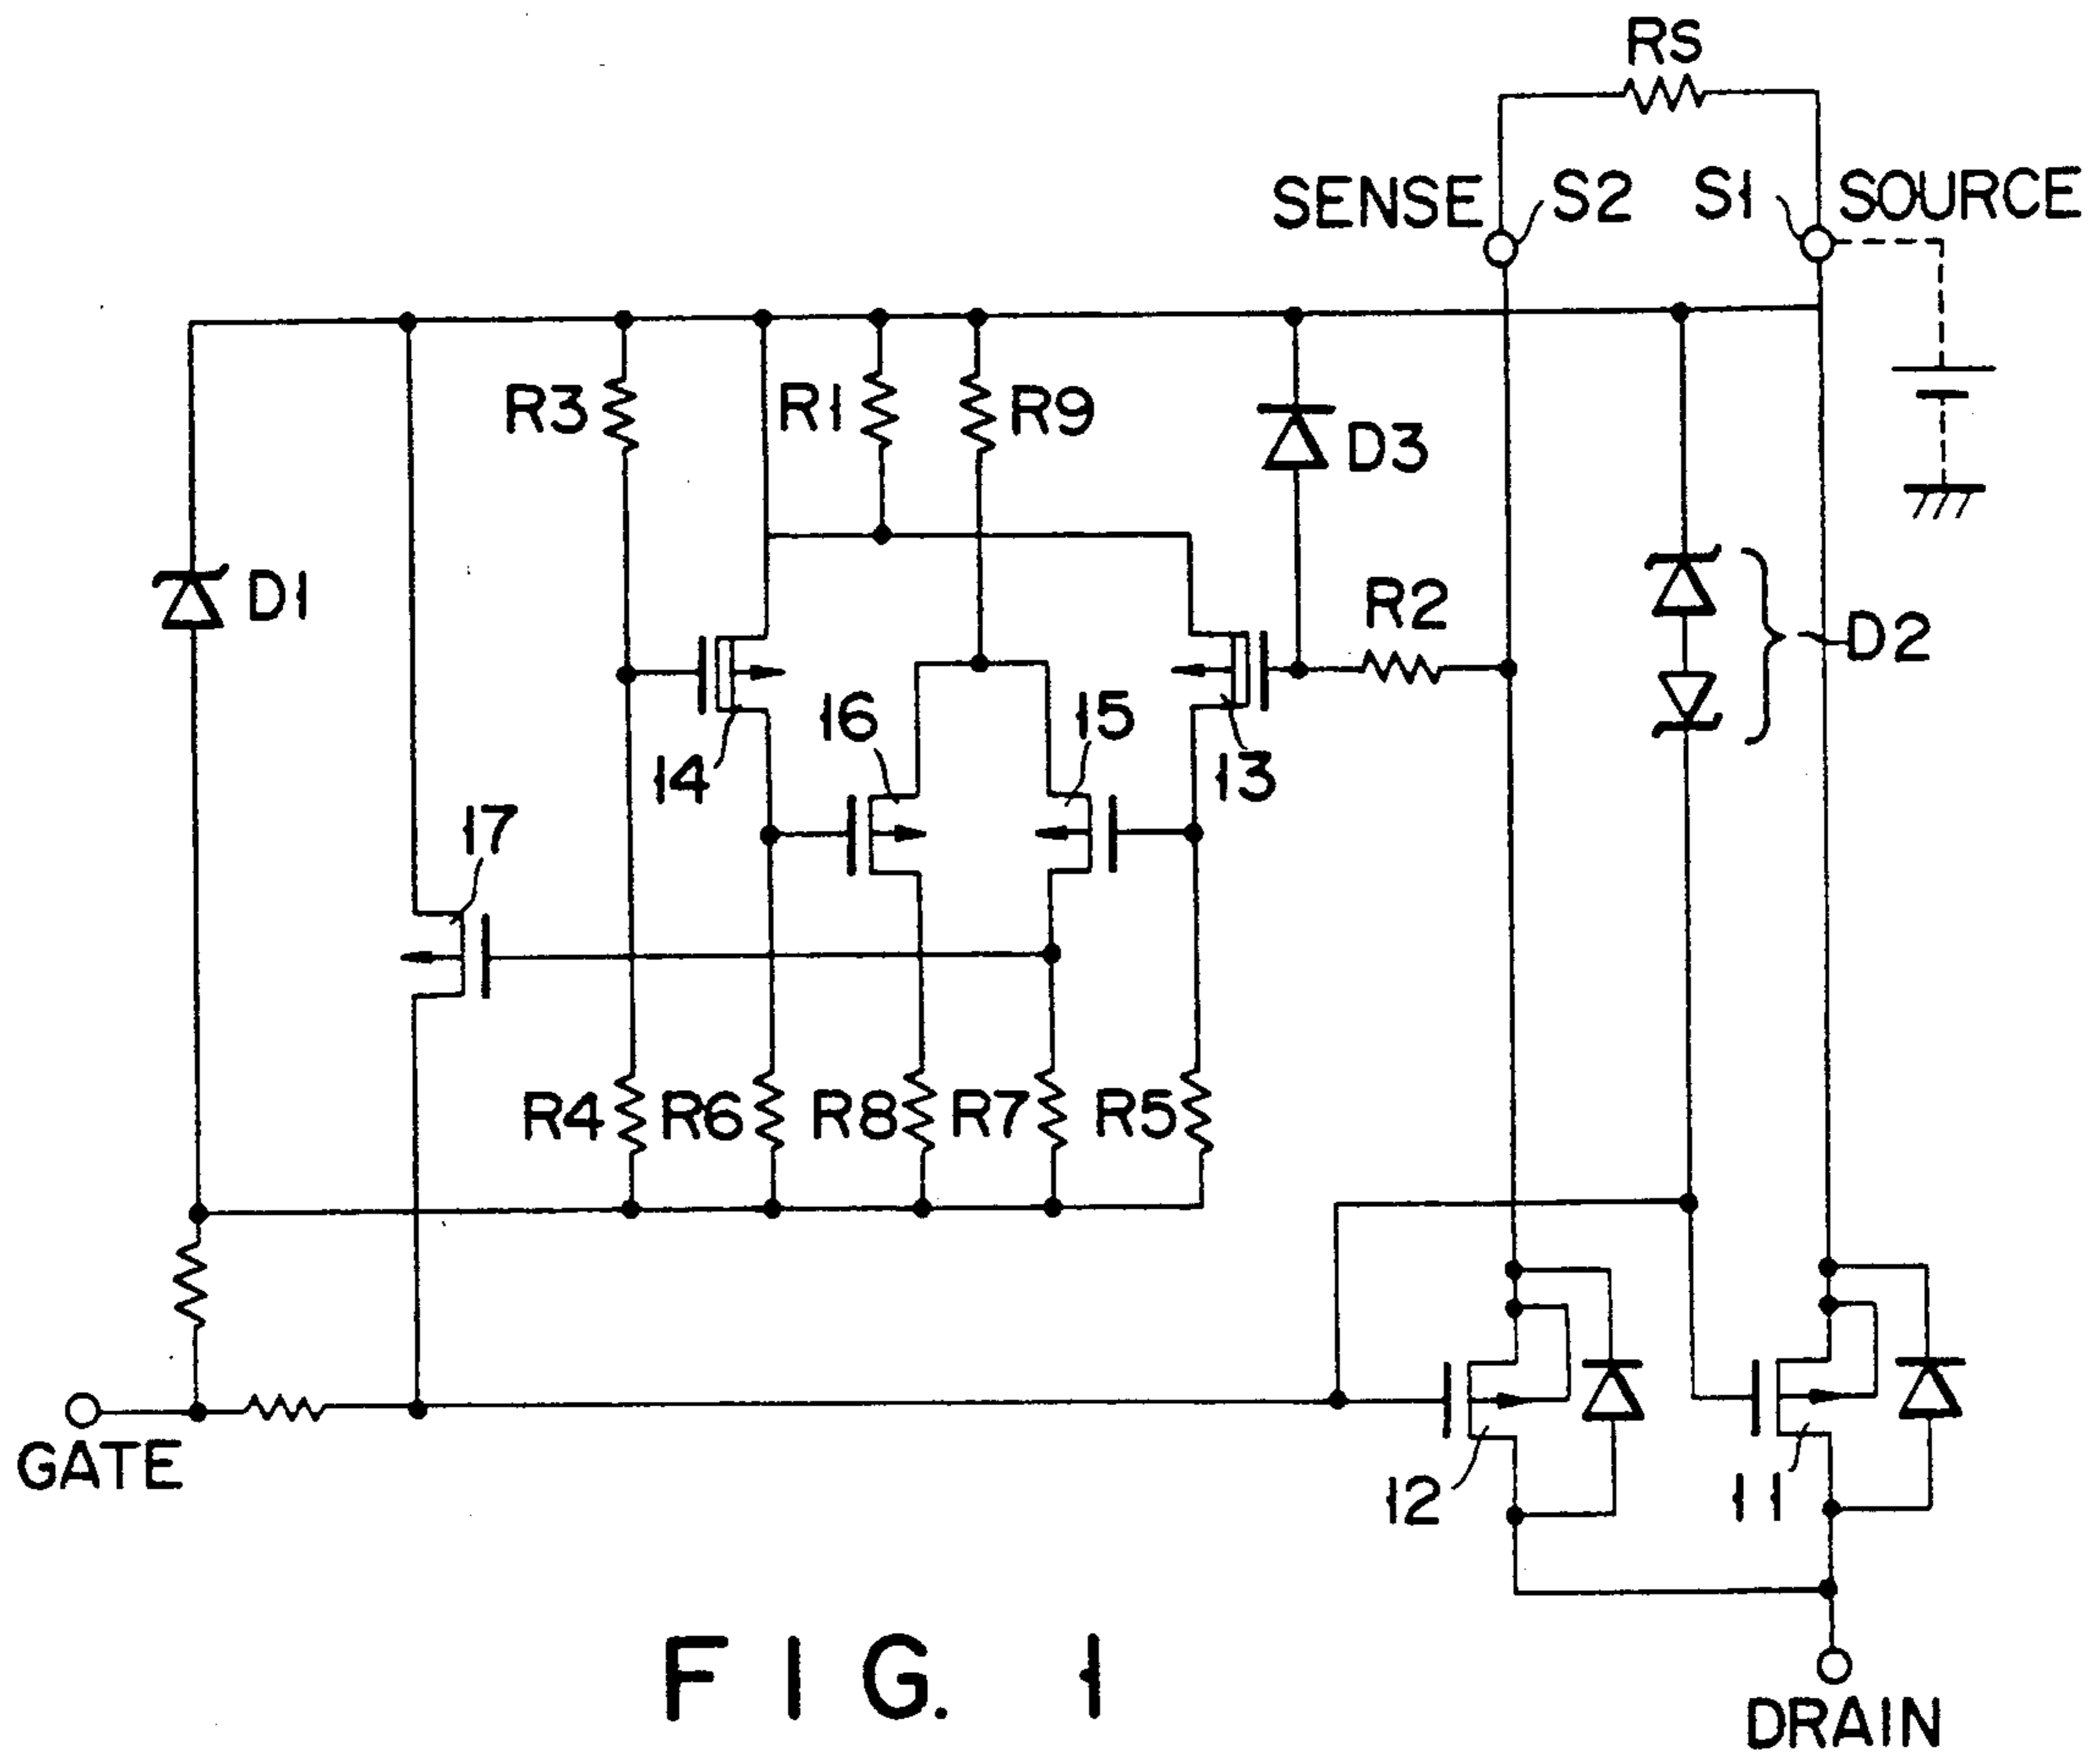 RS
SENSE S2 S1 SOURCE
R3 R1 R9 D3
D1 R2 D2
16 15
14 13
17
R4 R6 R8 R7 R5
GATE
12 11
FIG. 1
DRAIN